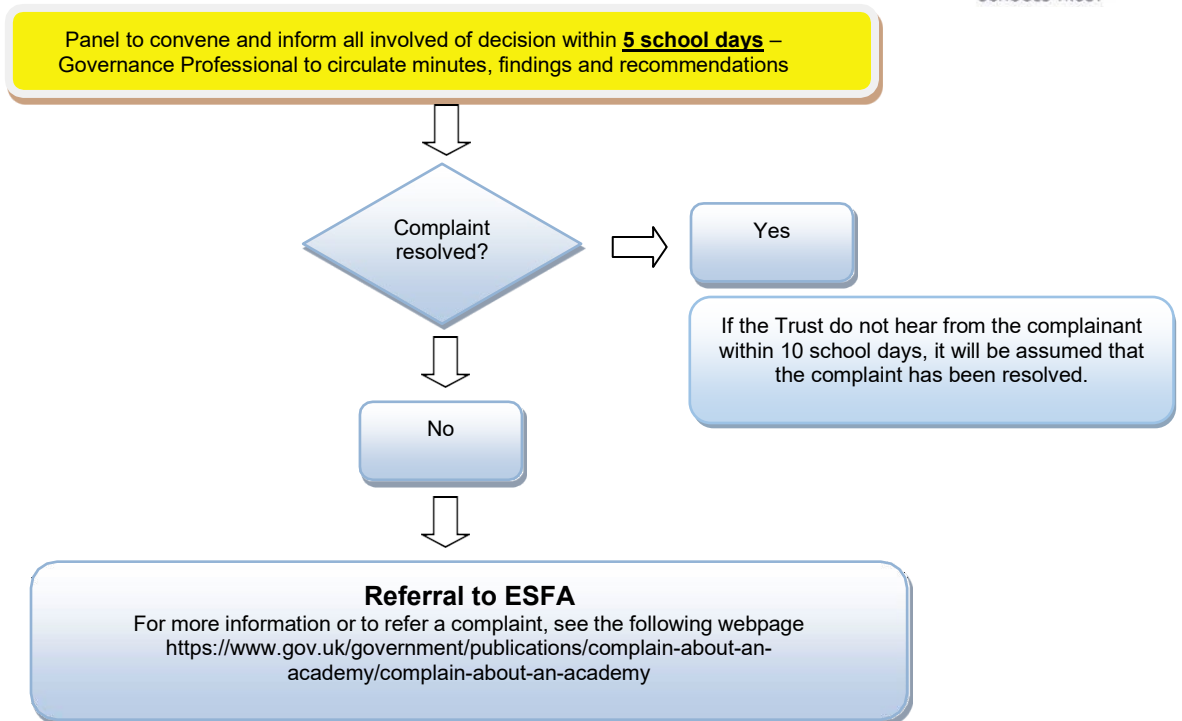 Panel to convene and inform all involved of decision within 5 school days –
Governance Professional to circulate minutes, findings and recommendations
Complaint
resolved?
Yes
If the Trust do not hear from the complainant
within 10 school days, it will be assumed that
the complaint has been resolved.
No
Referral to ESFA
For more information or to refer a complaint, see the following webpage
https://www.gov.uk/government/publications/complain-about-an-
academy/complain-about-an-academy